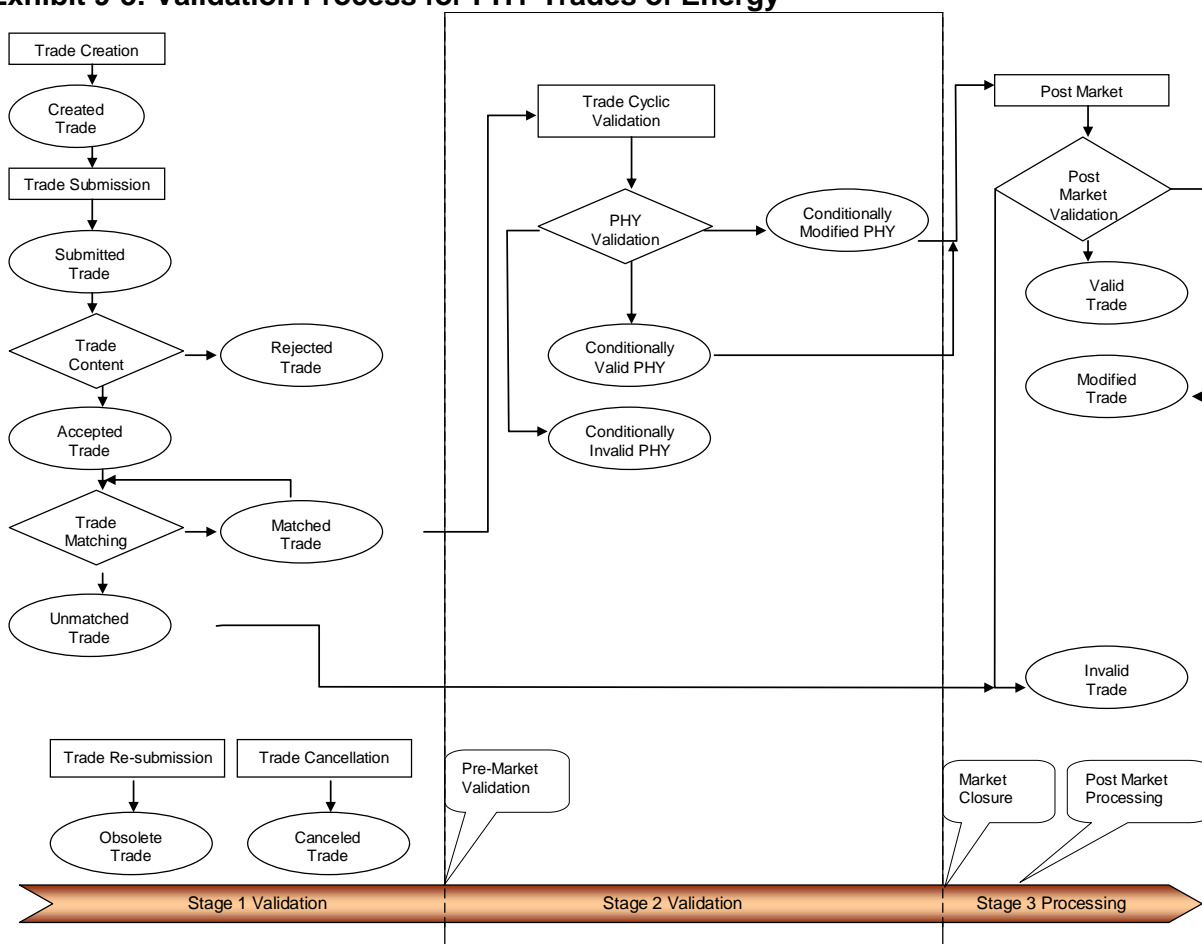 Exhibit 9-3: Validation Process for PHY Trades of Energy
Trade Creation
Created
Trade
Trade Submission
Submitted
Trade
Trade
Content
Rejected
Trade
Accepted
Trade
Trade
Matching
Matched
Trade
Unmatched
Trade
Trade Re-submission
Obsolete
Trade
Trade Cancellation
Canceled
Trade
Trade Cyclic
Validation
PHY
Validation
Conditionally
Modified PHY
Conditionally
Valid PHY
Conditionally
Invalid PHY
Post Market
Post
Market
Validation
Valid
Trade
Modified
Trade
Invalid
Trade
Pre-Market
Validation
Market
Closure
Post Market
Processing
Stage 1 Validation
Stage 2 Validation
Stage 3 Processing